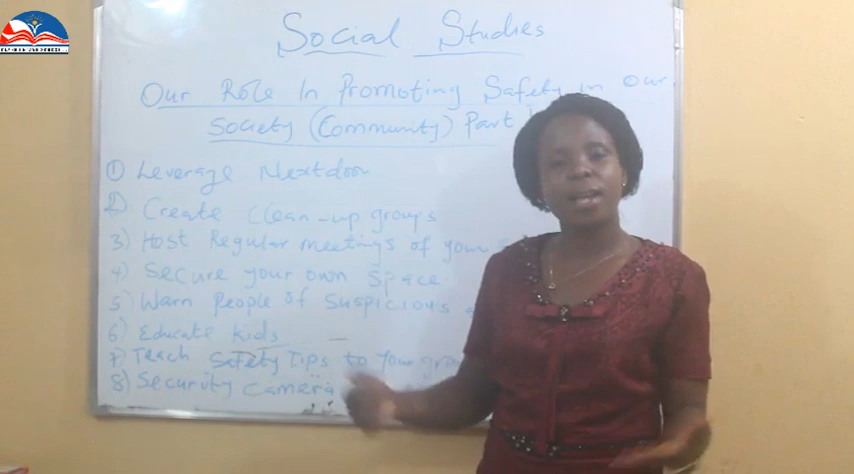 Social Studies
Our Role In Promoting Safety in Our
Society (Community) Part
1 Leverage Nextdoor
2) Create clean-up groups
3) Host Regular meetings of your
4) Secure your own space
5) Warn People of Suspicious
6) Educate kids
7) Teach Safety Tips to your
8) Security Camera